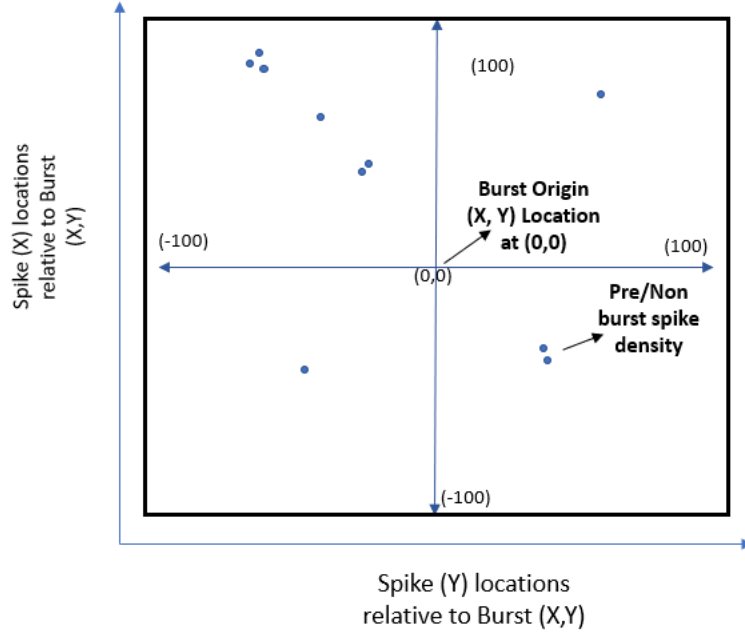 (100)
Burst Origin
(X, Y) Location
at (0,0)
Spike (X) locations
relative to Burst
(X,Y)
(-100)
(100)
(0,0)
Pre/Non
burst spike
density
(-100)
Spike (Y) locations
relative to Burst (X,Y)